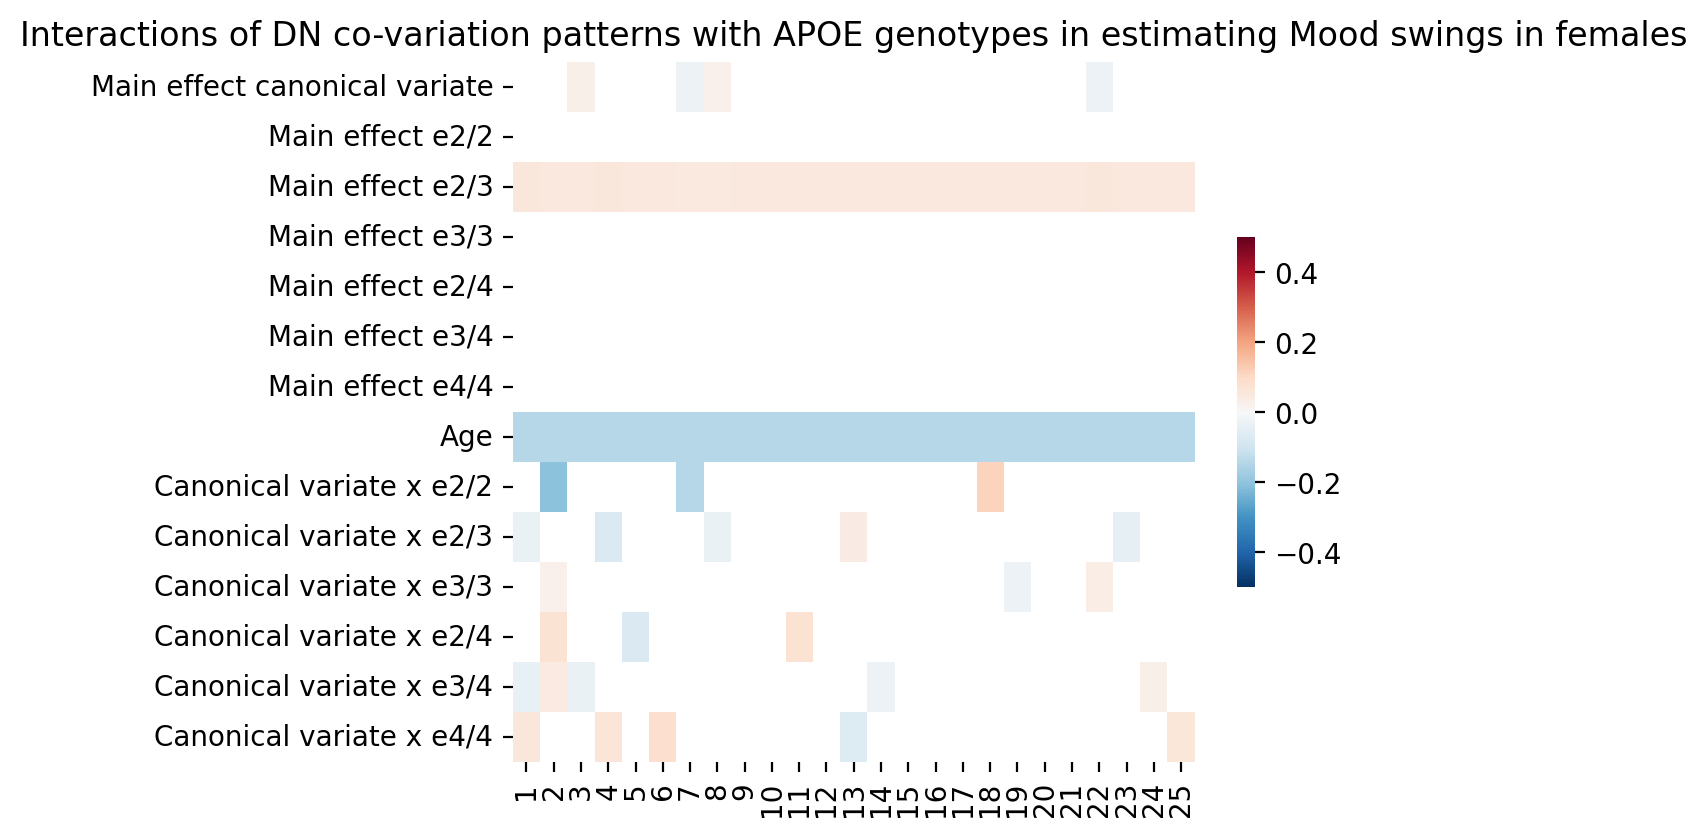 Interactions of DN co-variation patterns with APOE genotypes in estimating Mood swings in females
Main effect canonical variate
Main effect e2/2
Main effect e2/3
Main effect e3/3
Main effect e2/4
Main effect e3/4
Main effect e4/4
Age
Canonical variate x e2/2
Canonical variate x e2/3
Canonical variate x e3/3
Canonical variate x e2/4
Canonical variate x e3/4
Canonical variate x e4/4
1 2 3 4 5 6 7 8 9 10 11 12 13 14 15 16 17 18 19 20 21 22 23 24 25
0.4
0.2
0.0
−0.2
−0.4